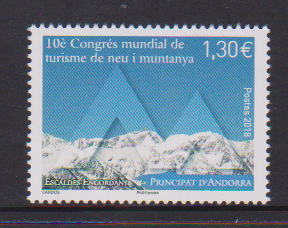 10è Congrés mundial de
turisme de neu i muntanya
1,30€
Postes 2018
ESCALDES-ENGORDANY
PRINCIPAT D'ANDORRA